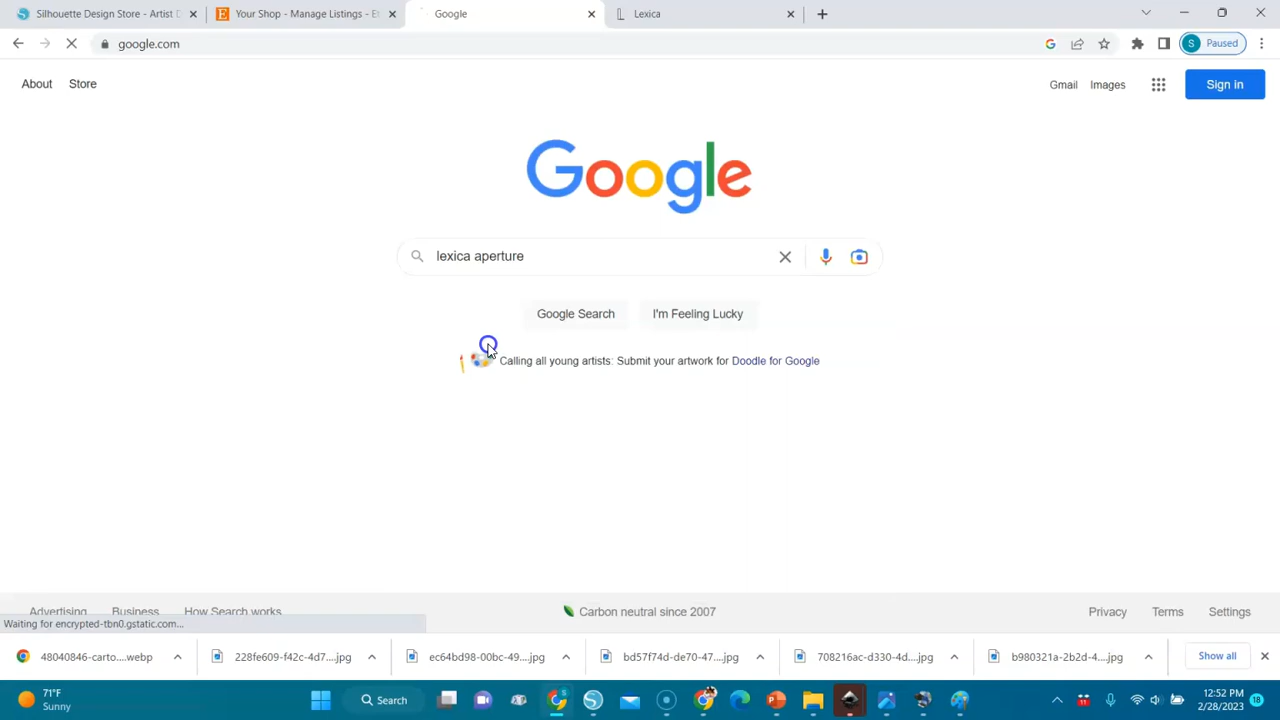 Silhouette Design Store - Artist D
Your Shop - Manage Listings - Et
Google
Lexica
google.com
S Paused
About Store
Gmail Images Sign in
Google
lexica aperture
Google Search I'm Feeling Lucky
Calling all young artists: Submit your artwork for Doodle for Google
Advertising Business How Search works Carbon neutral since 2007 Privacy Terms Settings
Waiting for encrypted-tbn0.gstatic.com...
48040846-carto....webp 228fe609-f42c-4d7....jpg ec64bd98-00bc-49....jpg bd57f74d-de70-47....jpg 708216ac-d330-4d....jpg b980321a-2b2d-4....jpg Show all
71°F
Sunny
Search
12:52 PM
2/28/2023
18